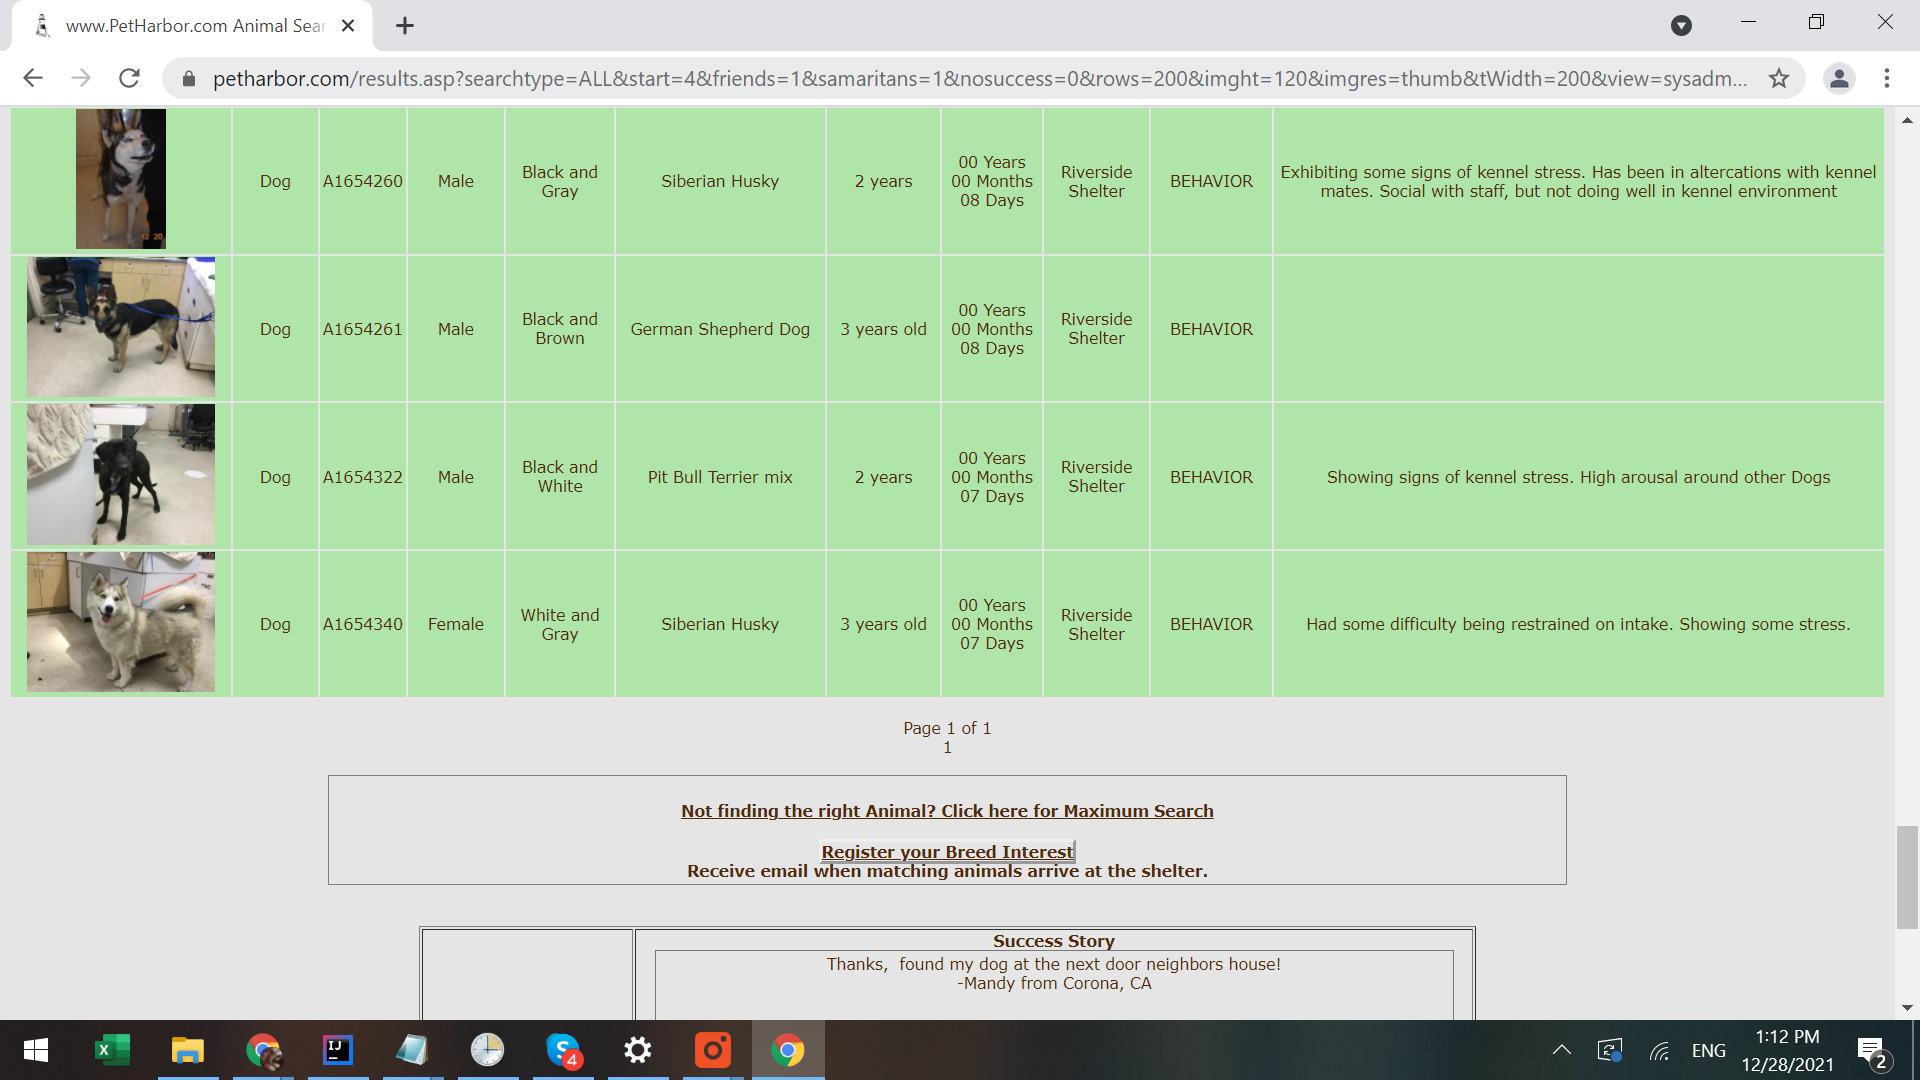 www.PetHarbor.com Animal Sear
petharbor.com/results.asp?searchtype=ALL&start=4&friends=1&samaritans=1&nosuccess=0&rows=200&imght=120&imgres=thumb&tWidth=200&view=sysadm...
12 20
Dog
A1654260
Male
Black and
Gray
Siberian Husky
2 years
00 Years
00 Months
08 Days
Riverside
Shelter
BEHAVIOR
Exhibiting some signs of kennel stress. Has been in altercations with kennel
mates. Social with staff, but not doing well in kennel environment
Dog
A1654261
Male
Black and
Brown
German Shepherd Dog
3 years old
00 Years
00 Months
08 Days
Riverside
Shelter
BEHAVIOR
Dog
A1654322
Male
Black and
White
Pit Bull Terrier mix
2 years
00 Years
00 Months
07 Days
Riverside
Shelter
BEHAVIOR
Showing signs of kennel stress. High arousal around other Dogs
Dog
A1654340
Female
White and
Gray
Siberian Husky
3 years old
00 Years
00 Months
07 Days
Riverside
Shelter
BEHAVIOR
Had some difficulty being restrained on intake. Showing some stress.
Page 1 of 1
1
Not finding the right Animal? Click here for Maximum Search
Register your Breed Interest
Receive email when matching animals arrive at the shelter.
Success Story
Thanks,  found my dog at the next door neighbors house!
-Mandy from Corona, CA
X
IJ
S
4
ENG
1:12 PM
12/28/2021
2